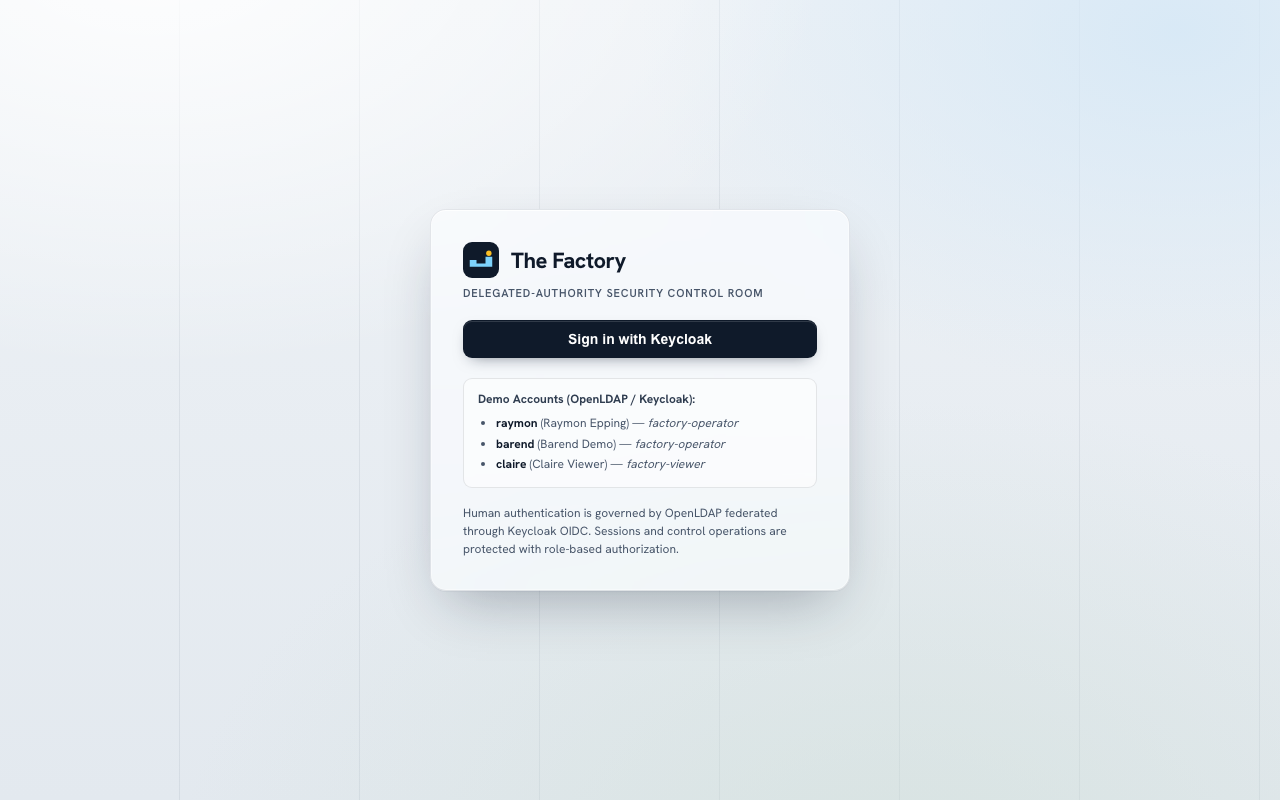 The Factory
DELEGATED-AUTHORITY SECURITY CONTROL ROOM
Sign in with Keycloak
Demo Accounts (OpenLDAP / Keycloak):
• raymon (Raymon Epping) — factory-operator
• barend (Barend Demo) — factory-operator
• claire (Claire Viewer) — factory-viewer
Human authentication is governed by OpenLDAP federated
through Keycloak OIDC. Sessions and control operations are
protected with role-based authorization.